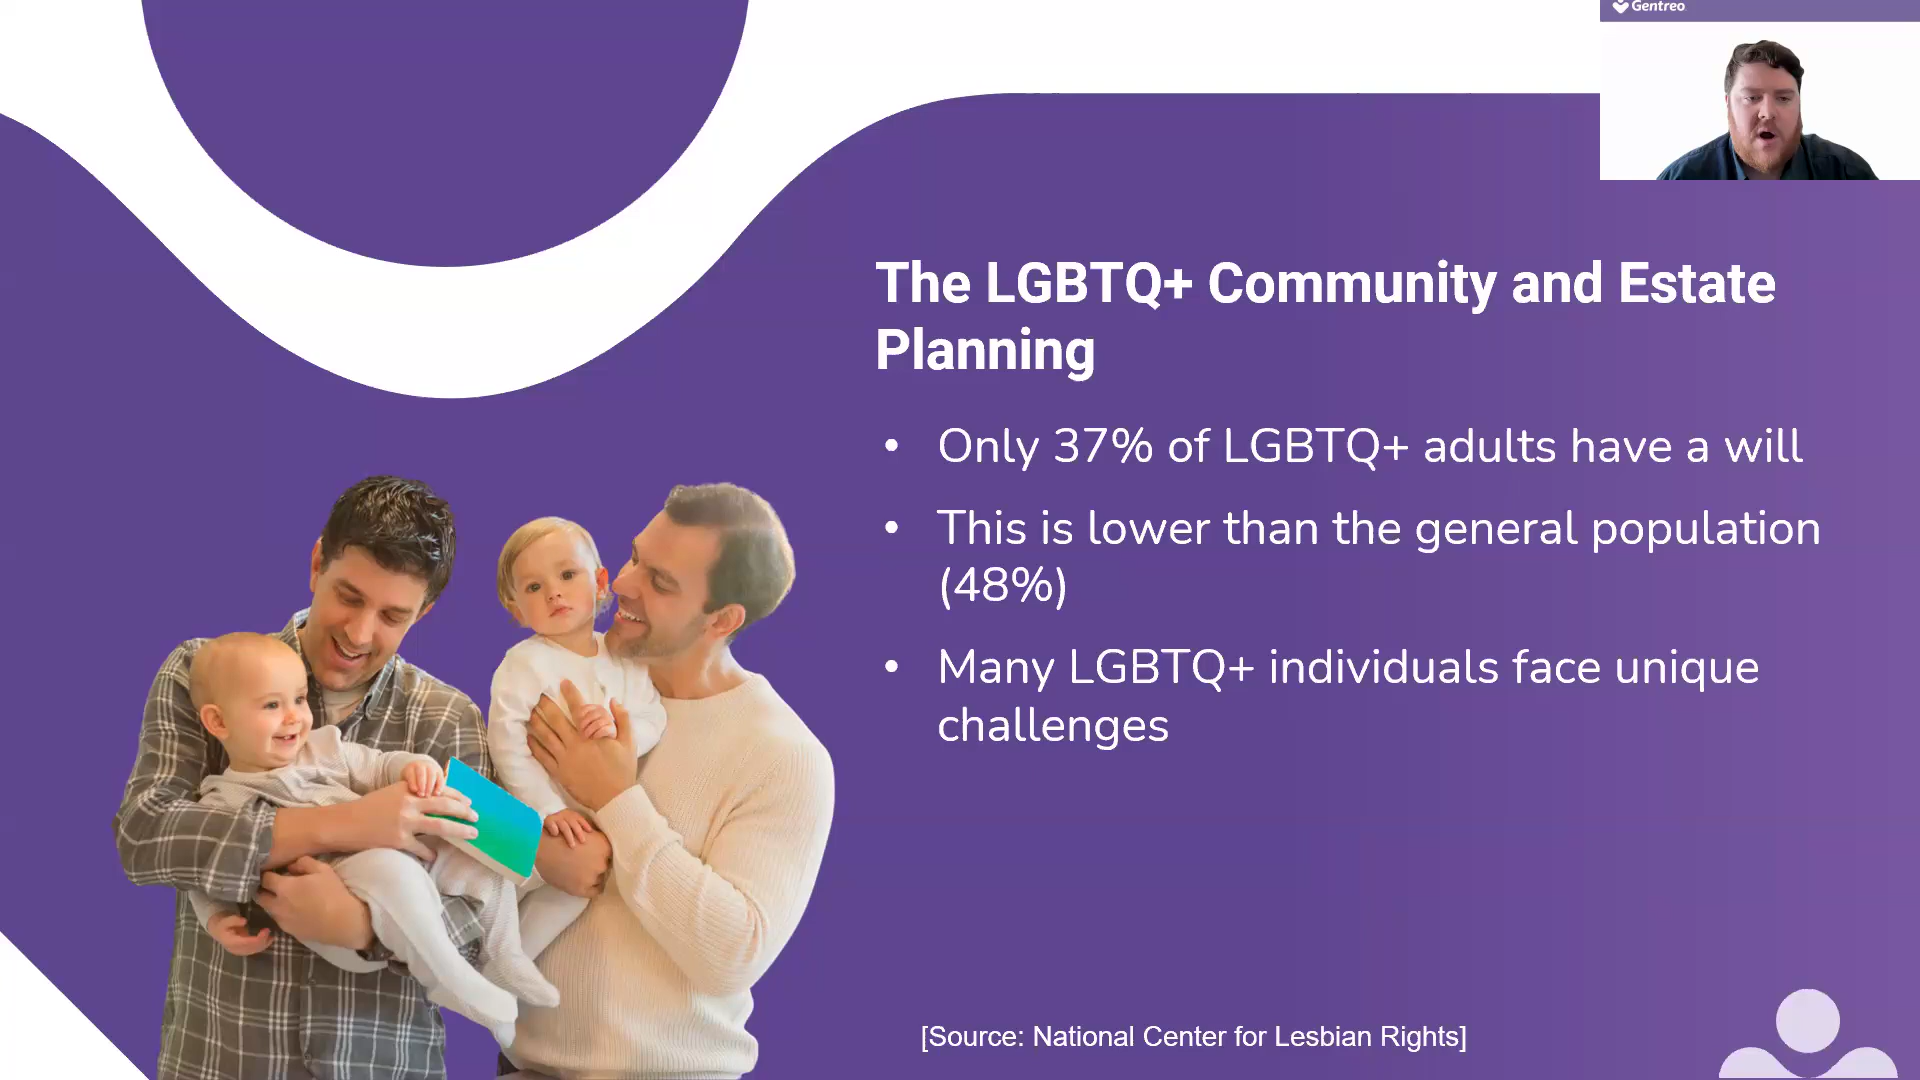 Gentreo
The LGBTQ+ Community and Estate
Planning
• Only 37% of LGBTQ+ adults have a will
• This is lower than the general population
(48%)
• Many LGBTQ+ individuals face unique
challenges
[Source: National Center for Lesbian Rights]